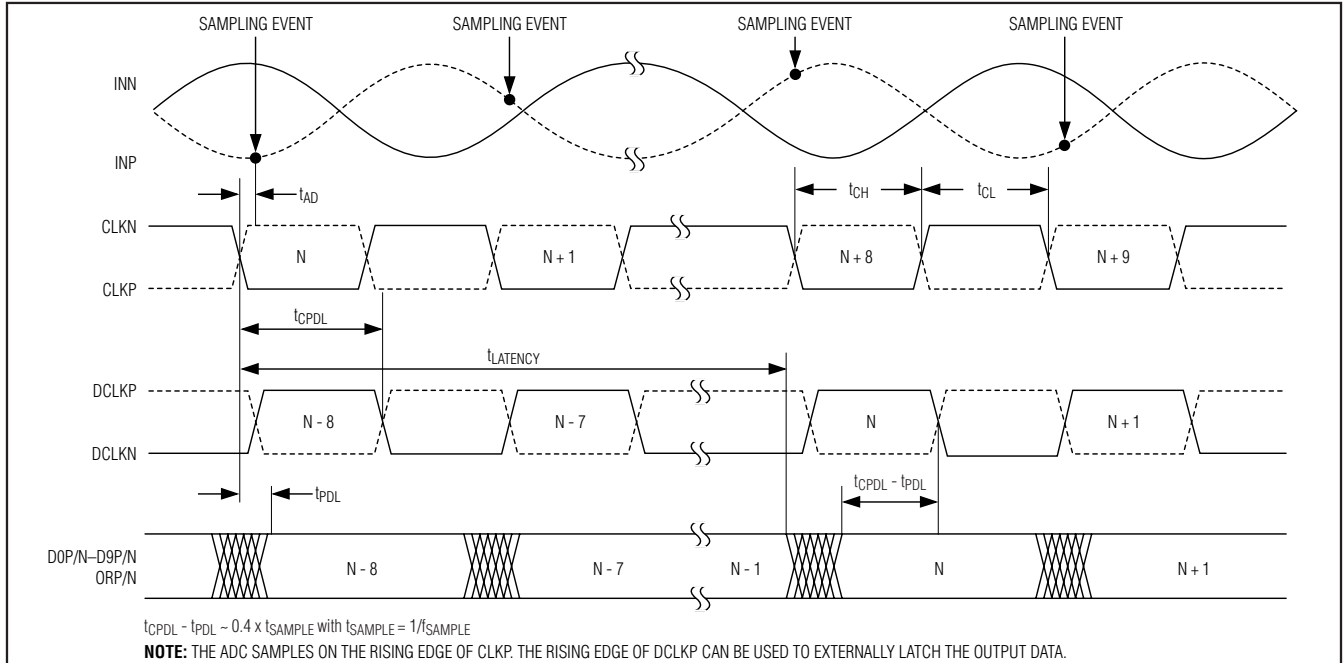 SAMPLING EVENT SAMPLING EVENT SAMPLING EVENT SAMPLING EVENT
INN
INP
tAD
tCH
tCL
CLKN
N N + 1 N + 8 N + 9
CLKP
tCPDL
tLATENCY
DCLKP
N - 8 N - 7 N N + 1
DCLKN
tPDL
tCPDL - tPDL
D0P/N–D9P/N
ORP/N
N - 8 N - 7 N - 1 N N + 1
tCPDL - tPDL ~ 0.4 x tSAMPLE with tSAMPLE = 1/fSAMPLE
NOTE: THE ADC SAMPLES ON THE RISING EDGE OF CLKP. THE RISING EDGE OF DCLKP CAN BE USED TO EXTERNALLY LATCH THE OUTPUT DATA.